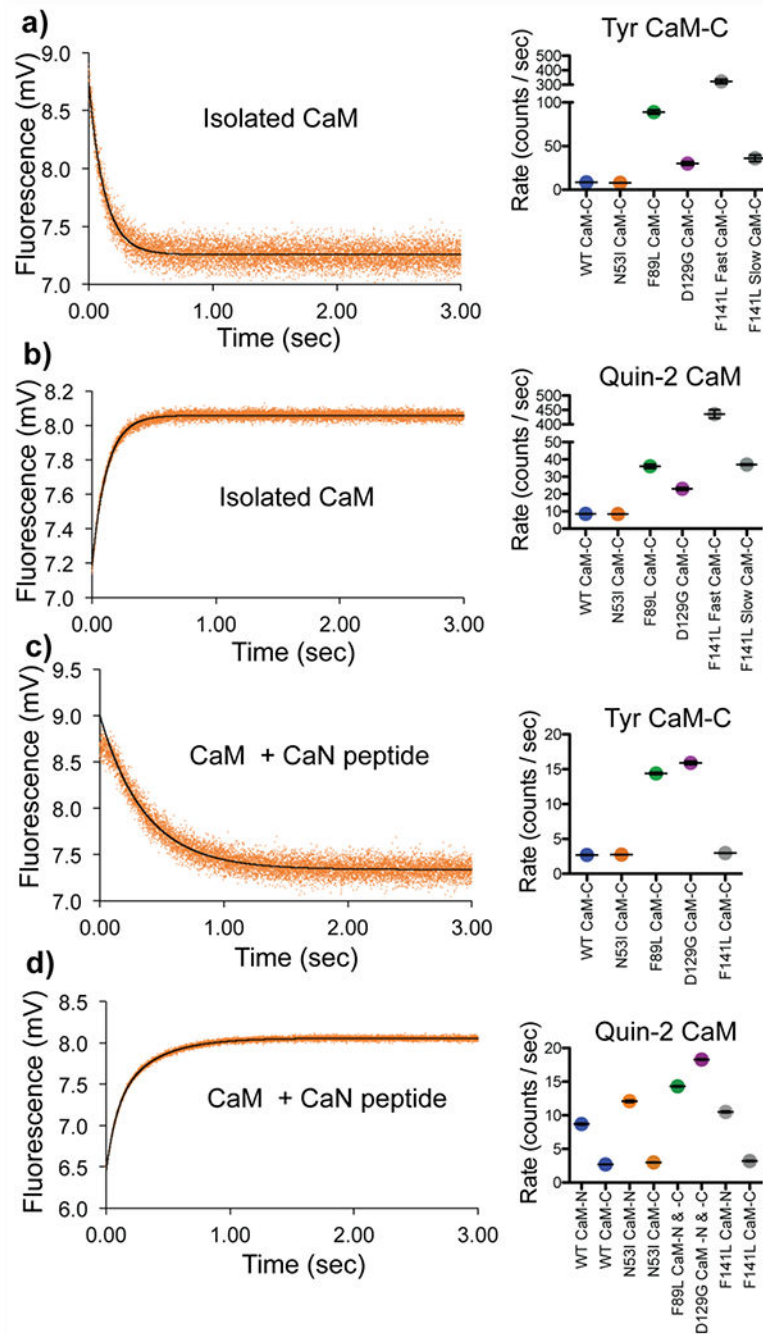 a)
Fluorescence (mV)
9.0
8.5
8.0
7.5
7.0
Isolated CaM
0.00 1.00 2.00 3.00
Time (sec)
Tyr CaM-C
Rate (counts / sec)
500
400
300
100
50
0
WT CaM-C
N53I CaM-C
F89L CaM-C
D129G CaM-C
F141L Fast CaM-C
F141L Slow CaM-C
b)
Fluorescence (mV)
8.2
8.0
7.8
7.6
7.4
7.2
7.0
Isolated CaM
0.00 1.00 2.00 3.00
Time (sec)
Quin-2 CaM
Rate (counts / sec)
500
450
400
50
40
30
20
10
0
WT CaM-C
N53I CaM-C
F89L CaM-C
D129G CaM-C
F141L Fast CaM-C
F141L Slow CaM-C
c)
Fluorescence (mV)
9.5
9.0
8.5
8.0
7.5
7.0
CaM + CaN peptide
0.00 1.00 2.00 3.00
Time (sec)
Tyr CaM-C
Rate (counts / sec)
20
15
10
5
0
WT CaM-C
N53I CaM-C
F89L CaM-C
D129G CaM-C
F141L CaM-C
d)
Fluorescence (mV)
8.5
8.0
7.5
7.0
6.5
6.0
CaM + CaN peptide
0.00 1.00 2.00 3.00
Time (sec)
Quin-2 CaM
Rate (counts / sec)
20
15
10
5
0
WT CaM-N
WT CaM-C
N53I CaM-N
N53I CaM-C
F89L CaM-N & -C
D129G CaM -N & -C
F141L CaM-N
F141L CaM-C